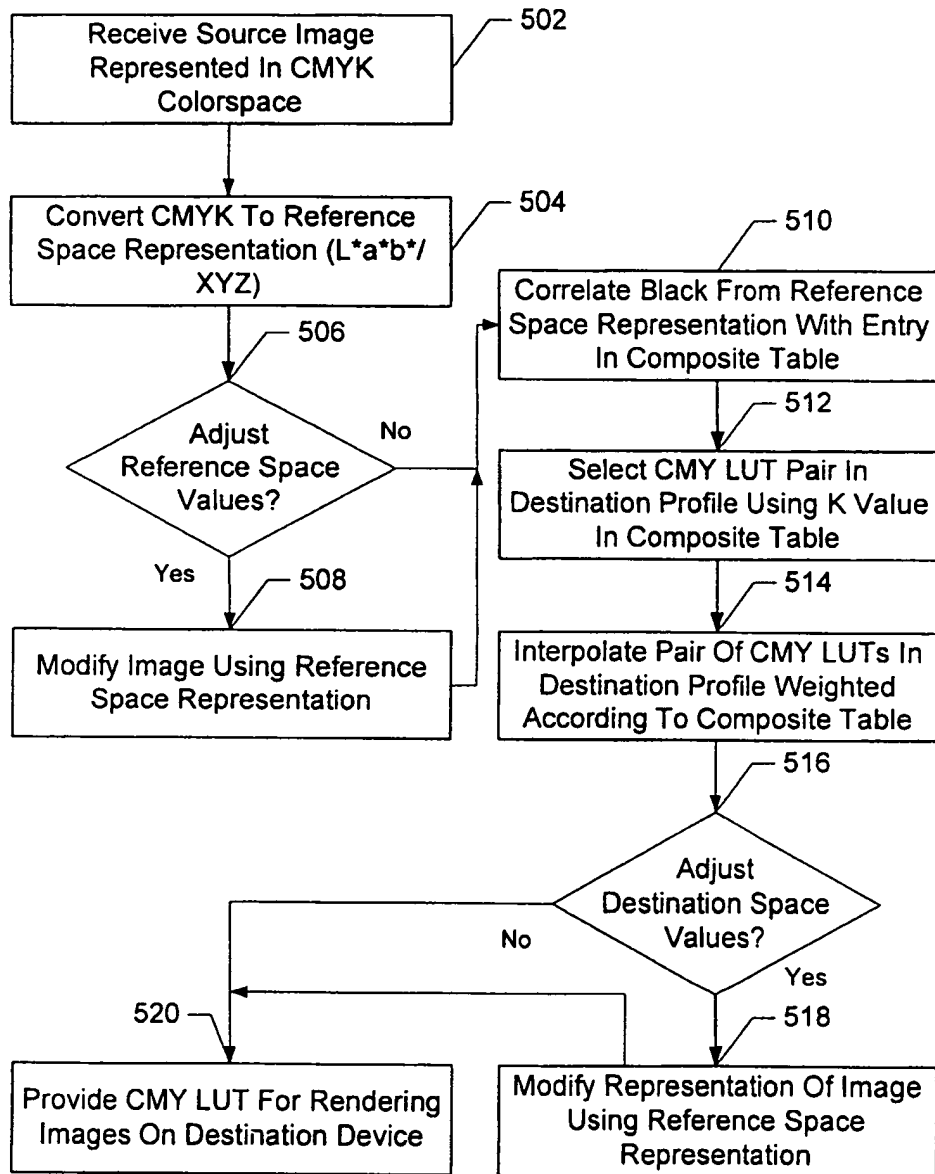 502
Receive Source Image
Represented In CMYK
Colorspace
504
Convert CMYK To Reference
Space Representation (L*a*b*/
XYZ)
506
Adjust
Reference Space
Values?
No
Yes
508
Modify Image Using Reference
Space Representation
510
Correlate Black From Reference
Space Representation With Entry
In Composite Table
512
Select CMY LUT Pair In
Destination Profile Using K Value
In Composite Table
514
Interpolate Pair Of CMY LUTs In
Destination Profile Weighted
According To Composite Table
516
Adjust
Destination Space
Values?
No
Yes
518
Modify Representation Of Image
Using Reference Space
Representation
520
Provide CMY LUT For Rendering
Images On Destination Device